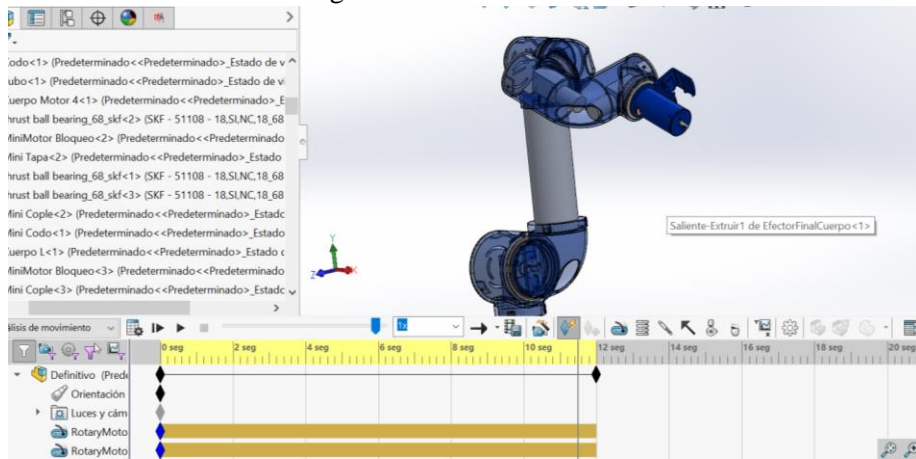 Codo<1> (Predeterminado<<Predeterminado>_Estado de v
ubo<1> (Predeterminado<<Predeterminado>_Estado de vi
uerpo Motor 4<1> (Predeterminado<<Predeterminado>_E
hrust ball bearing_68_skf<2> (SKF - 51108 - 18,SI,NC,18_68
MiniMotor Bloqueo<2> (Predeterminado<<Predeterminado
Mini Tapa<2> (Predeterminado<<Predeterminado>_Estado
hrust ball bearing_68_skf<1> (SKF - 51108 - 18,SI,NC,18_68
hrust ball bearing_68_skf<3> (SKF - 51108 - 18,SI,NC,18_68
Mini Cople<2> (Predeterminado<<Predeterminado>_Estado
Mini Codo<1> (Predeterminado<<Predeterminado>_Estado
uerpo L<1> (Predeterminado<<Predeterminado>_Estado
MiniMotor Bloqueo<3> (Predeterminado<<Predeterminado
Mini Cople<3> (Predeterminado<<Predeterminado>_Estado
Saliente-Extruir1 de EfectorFinalCuerpo<1>
Y
Z X
álisis de movimiento 1x
0 seg 2 seg 4 seg 6 seg 8 seg 10 seg 12 seg 14 seg 16 seg 18 seg 20 seg
Definitivo (Prede
Orientación
Luces y cám
RotaryMoto
RotaryMoto